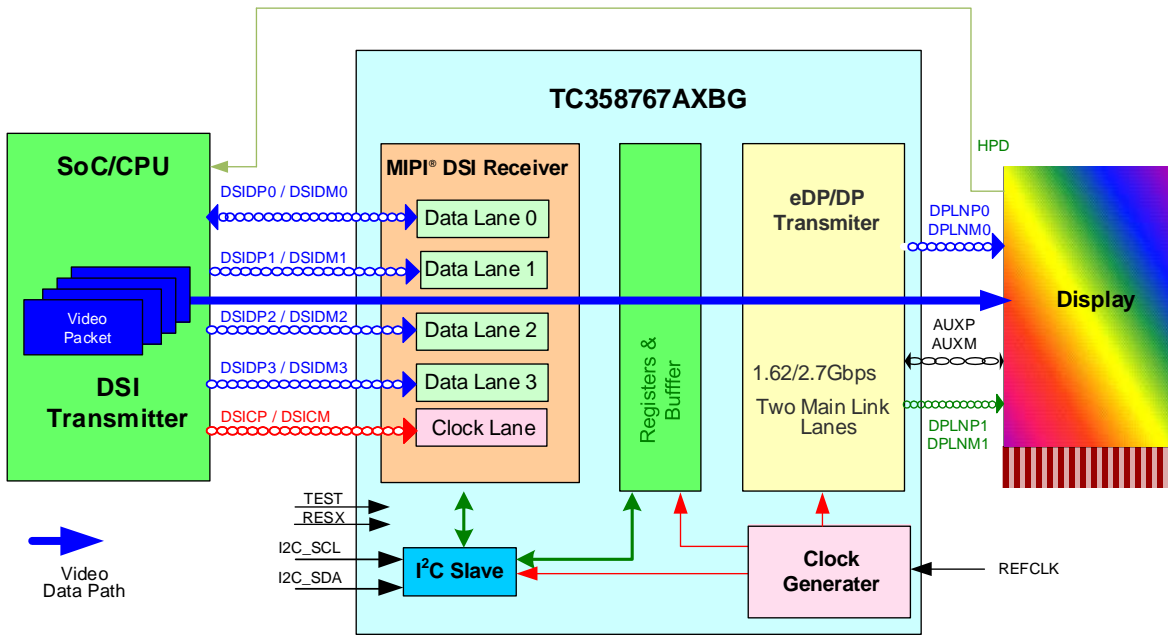 TC358767AXBG
HPD
SoC/CPU
MIPI® DSI Receiver
DSIDP0 / DSIDM0
Data Lane 0
DSIDP1 / DSIDM1
Data Lane 1
Video
Packet
DSIDP2 / DSIDM2
Data Lane 2
DSIDP3 / DSIDM3
Data Lane 3
DSI
Transmitter
DSICP / DSICM
Clock Lane
Registers &
Bufffer
eDP/DP
Transmiter
1.62/2.7Gbps
Two Main Link
Lanes
DPLNP0
DPLNM0
Display
AUXP
AUXM
DPLNP1
DPLNM1
TEST
RESX
I2C_SCL
I2C_SDA
I²C Slave
Clock
Generater
REFCLK
Video
Data Path